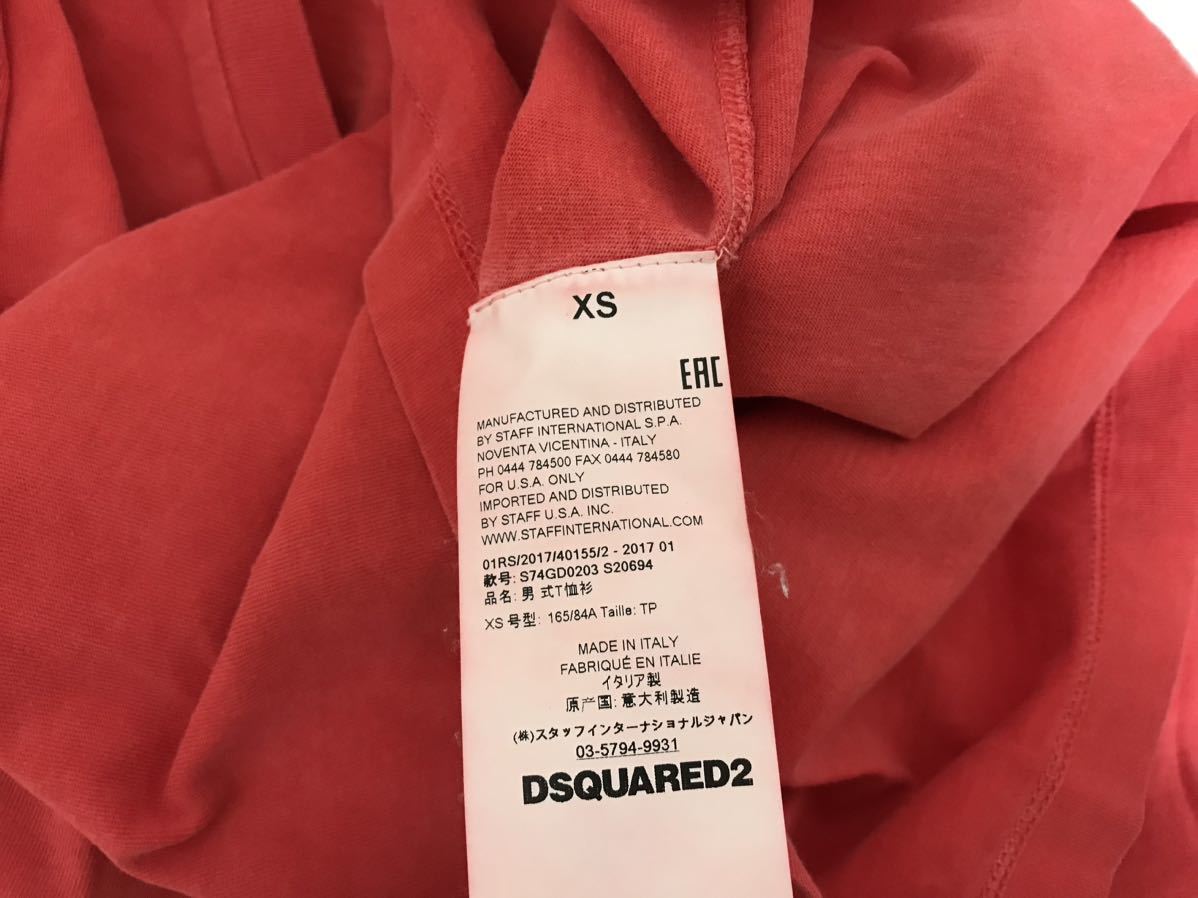 XS
EAC
MANUFACTURED AND DISTRIBUTED
BY STAFF INTERNATIONAL S.P.A.
NOVENTA VICENTINA - ITALY
PH 0444 784500 FAX 0444 784580
FOR U.S.A. ONLY
IMPORTED AND DISTRIBUTED
BY STAFF U.S.A. INC.
WWW.STAFFINTERNATIONAL.COM
01RS/2017/40155/2 - 2017 01
款号: S74GD0203 S20694
品名: 男 式T恤衫
XS 号型: 165/84A Taille: TP
MADE IN ITALY
FABRIQUÉ EN ITALIE
イタリア製
原产国: 意大利製造
(株)スタッフインターナショナルジャパン
03-5794-9931
DSQUARED2